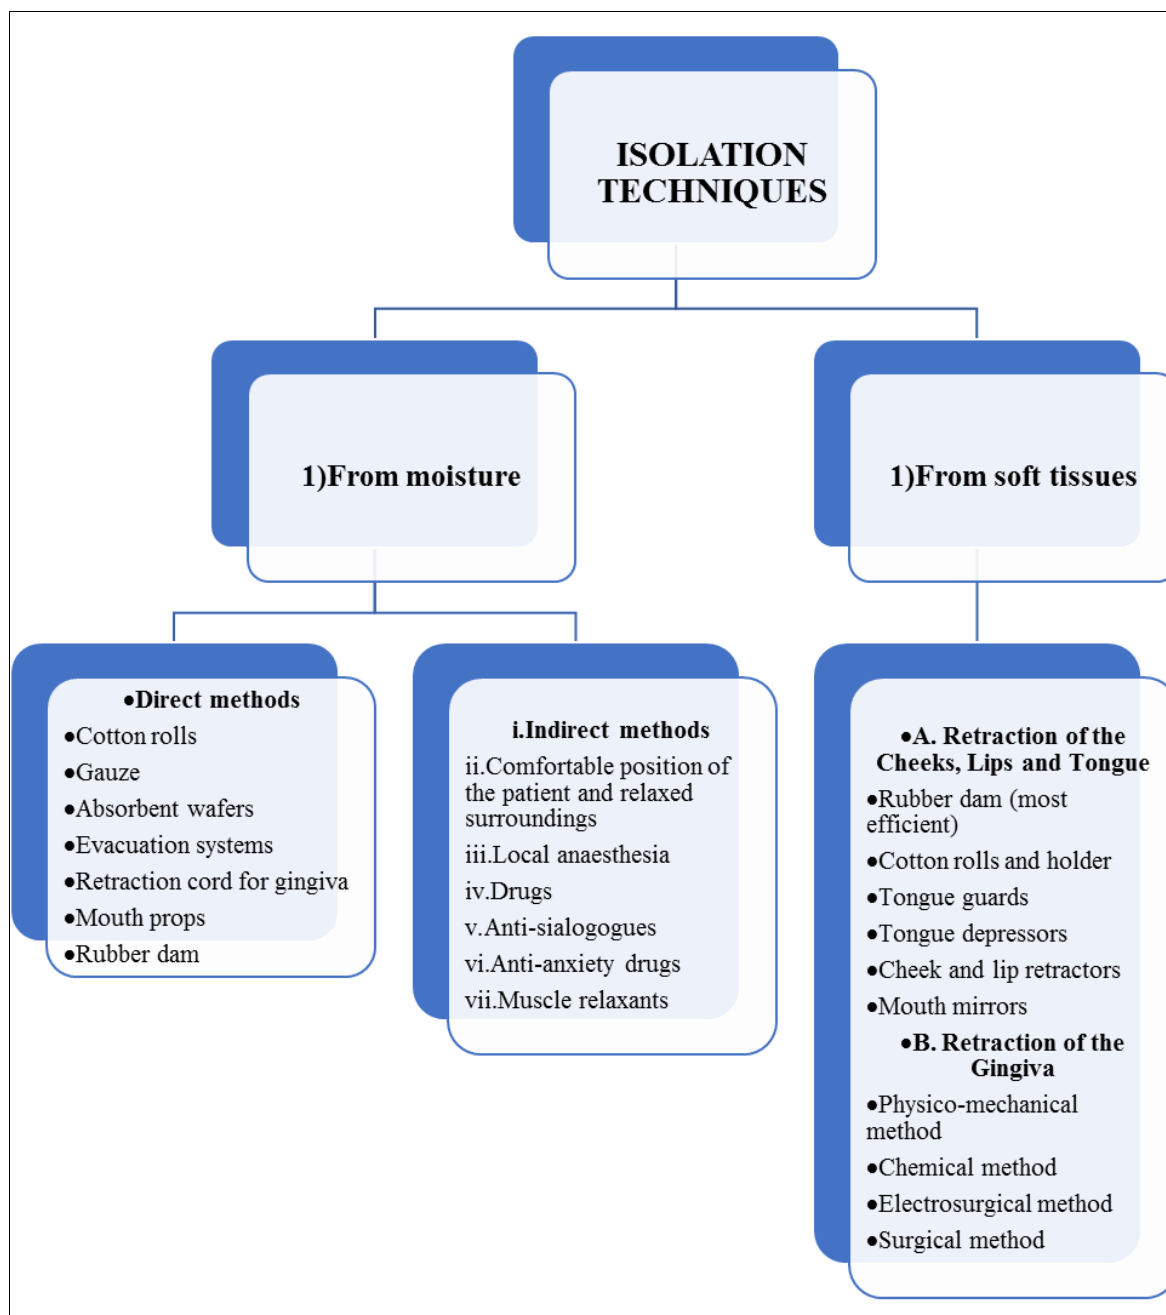 ISOLATION
TECHNIQUES
1)From moisture
1)From soft tissues
•Direct methods
•Cotton rolls
•Gauze
•Absorbent wafers
•Evacuation systems
•Retraction cord for gingiva
•Mouth props
•Rubber dam
i.Indirect methods
ii.Comfortable position of
the patient and relaxed
surroundings
iii.Local anaesthesia
iv.Drugs
v.Anti-sialogogues
vi.Anti-anxiety drugs
vii.Muscle relaxants
•A. Retraction of the
Cheeks, Lips and Tongue
•Rubber dam (most
efficient)
•Cotton rolls and holder
•Tongue guards
•Tongue depressors
•Cheek and lip retractors
•Mouth mirrors
•B. Retraction of the
Gingiva
•Physico-mechanical
method
•Chemical method
•Electrosurgical method
•Surgical method